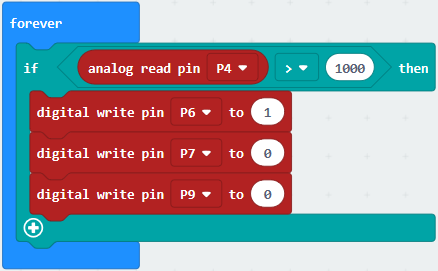 forever
if analog read pin P4 > 1000 then
digital write pin P6 to 1
digital write pin P7 to 0
digital write pin P9 to 0